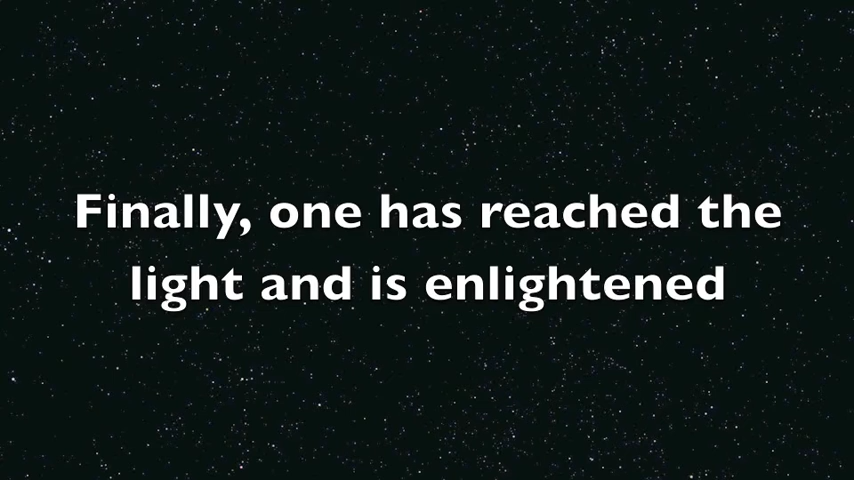 Finally, one has reached the
light and is enlightened